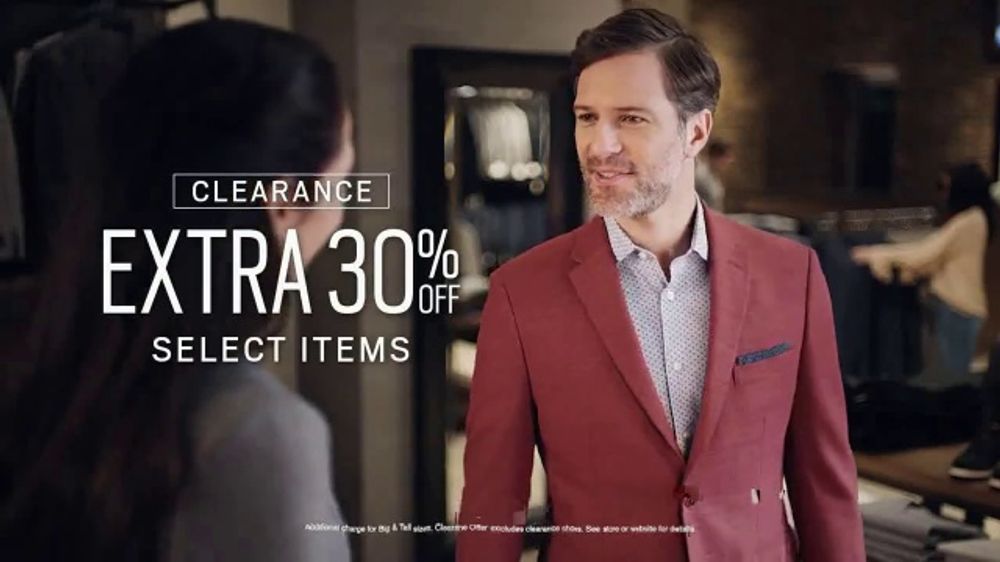 CLEARANCE
EXTRA 30% OFF
SELECT ITEMS
Additional charge for Big & Tall sizes. Clearance Offer excludes clearance shoes. See store or website for details